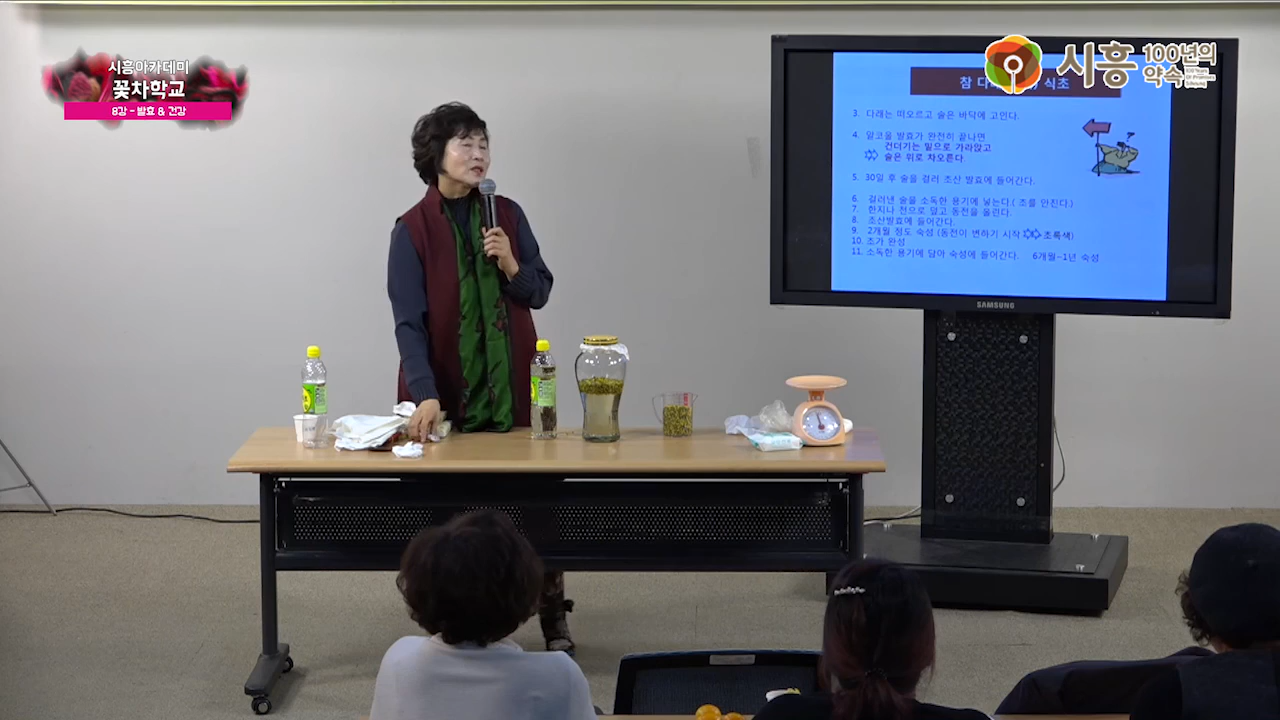 시흥아카데미
꽃차학교
8강 - 발효 & 건강
시흥 100년의 약속
참 다 식초
3. 다래는 떠오르고 술은 바닥에 고인다.
4. 알코올 발효가 완전히 끝나면
건더기는 밑으로 가라앉고
술은 위로 차오른다
5. 30일 후 술을 걸러 초산 발효에 들어간다.
6. 걸러낸 술을 소독한 용기에 넣는다.( 초를 안친다.)
7. 한지나 천으로 덮고 동전을 올린다.
8. 초산발효에 들어간다.
9. 2개월 정도 숙성 (동전이 변하기 시작 초록색)
10. 초가 완성
11. 소독한 용기에 담아 숙성에 들어간다. 6개월~1년 숙성
SAMSUNG